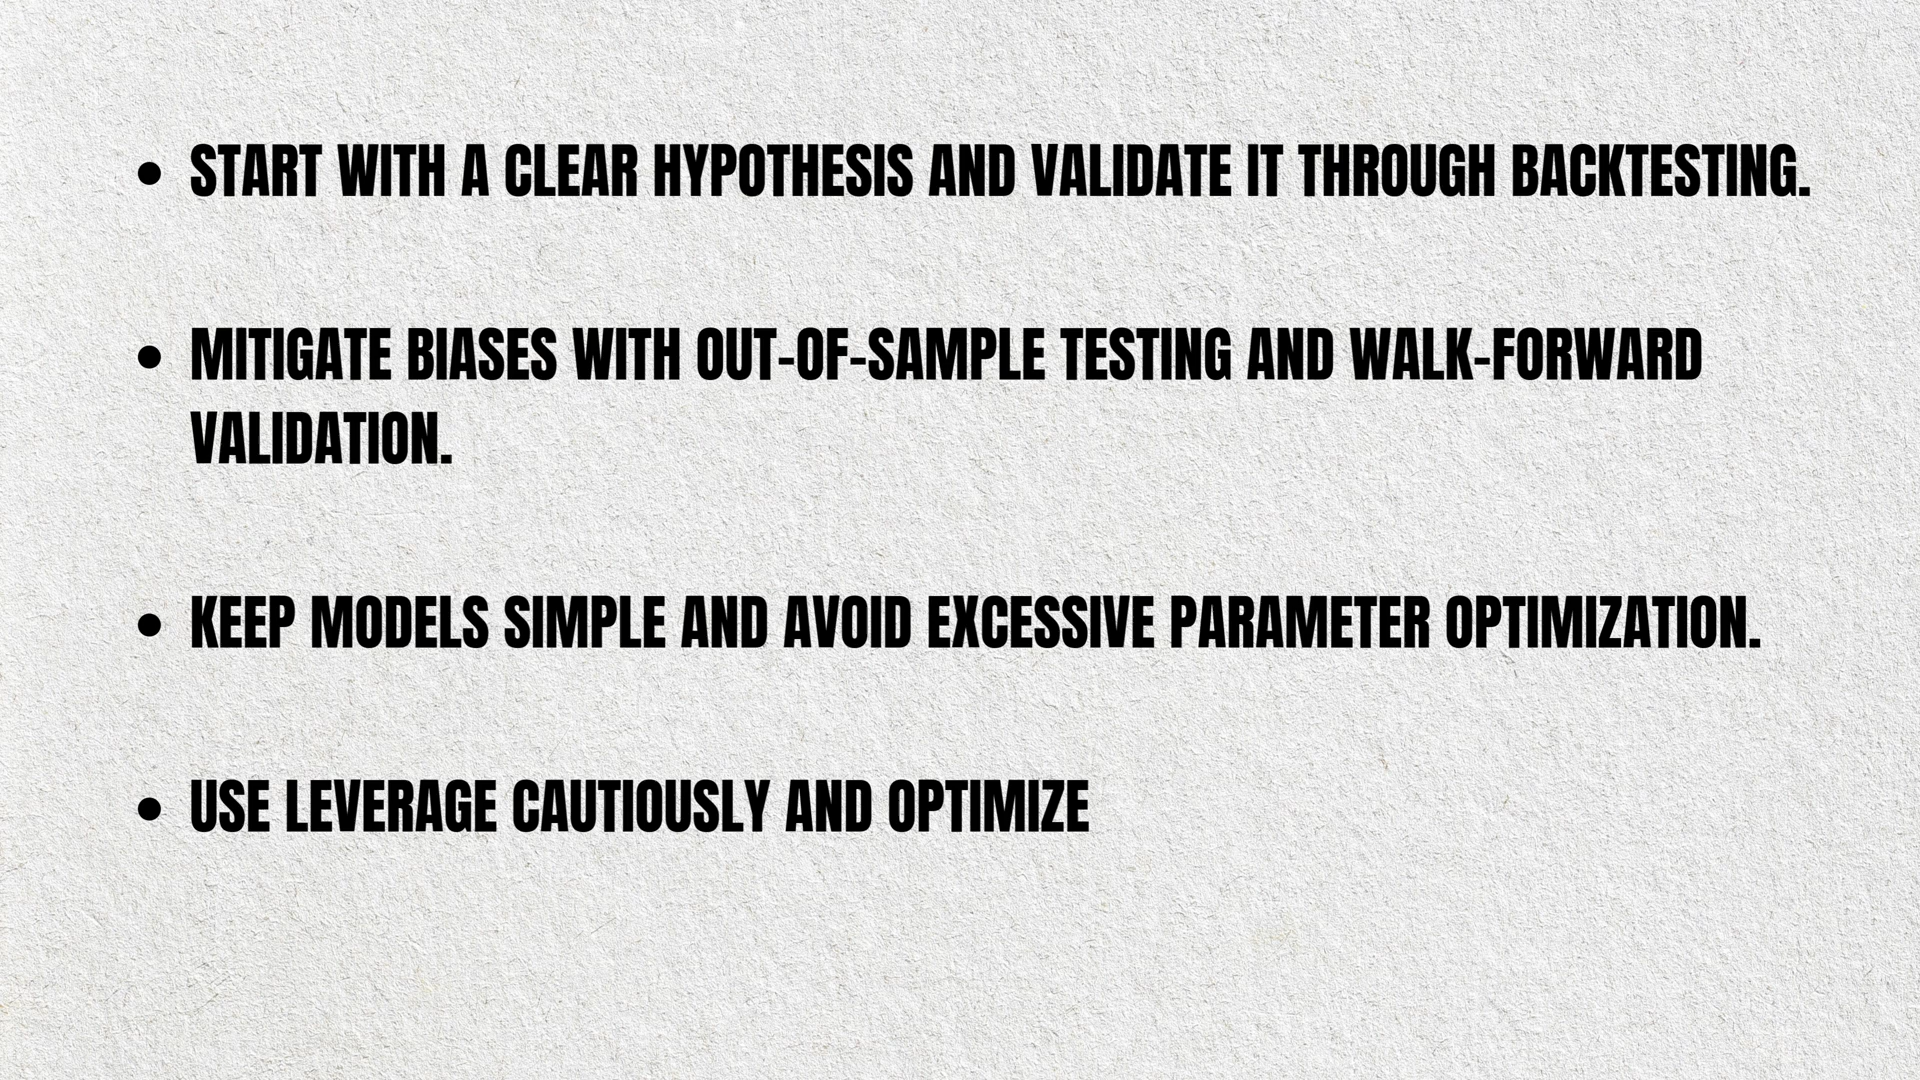 • START WITH A CLEAR HYPOTHESIS AND VALIDATE IT THROUGH BACKTESTING.
• MITIGATE BIASES WITH OUT-OF-SAMPLE TESTING AND WALK-FORWARD
VALIDATION.
• KEEP MODELS SIMPLE AND AVOID EXCESSIVE PARAMETER OPTIMIZATION.
• USE LEVERAGE CAUTIOUSLY AND OPTIMIZE